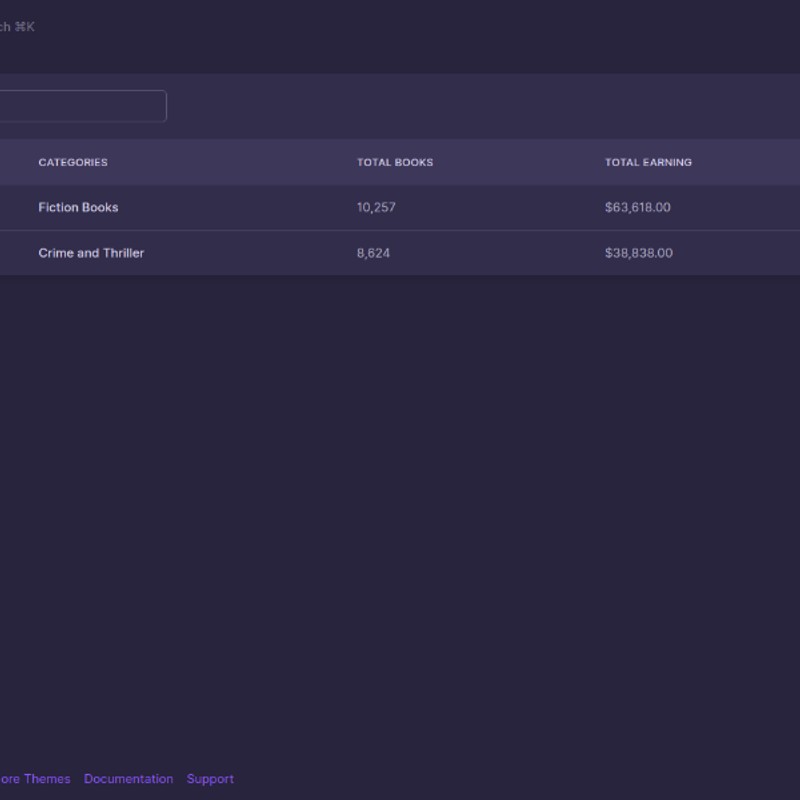 ch ⌘K
CATEGORIES TOTAL BOOKS TOTAL EARNING
Fiction Books 10,257 $63,618.00
Crime and Thriller 8,624 $38,838.00
ore Themes Documentation Support